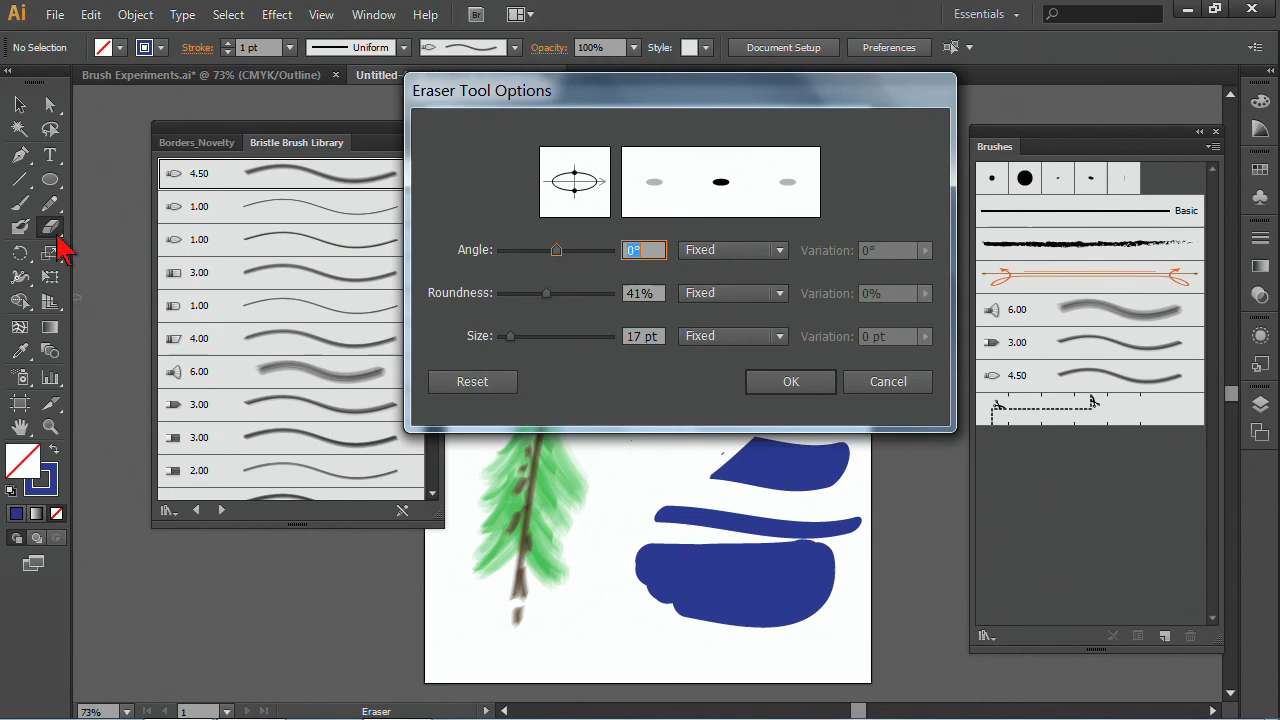 Ai File Edit Object Type Select Effect View Window Help Br Essentials
No Selection Stroke: 1 pt Uniform Opacity: 100% Style: Document Setup Preferences
Brush Experiments.ai* @ 73% (CMYK/Outline) × Untitled-
Eraser Tool Options
Borders_Novelty Bristle Brush Library
Brushes
4.50
1.00
1.00
3.00
1.00
4.00
6.00
3.00
3.00
2.00
Angle: 0° Fixed Variation: 0°
Roundness: 41% Fixed Variation: 0%
Size: 17 pt Fixed Variation: 0 pt
Reset OK Cancel
Basic
6.00
3.00
4.50
T
73% 1 Eraser